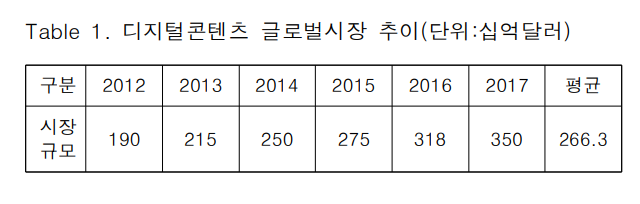 Table 1. 디지털콘텐츠 글로벌시장 추이(단위:십억달러)
구분 2012 2013 2014 2015 2016 2017 평균
시장
규모 190 215 250 275 318 350 266.3